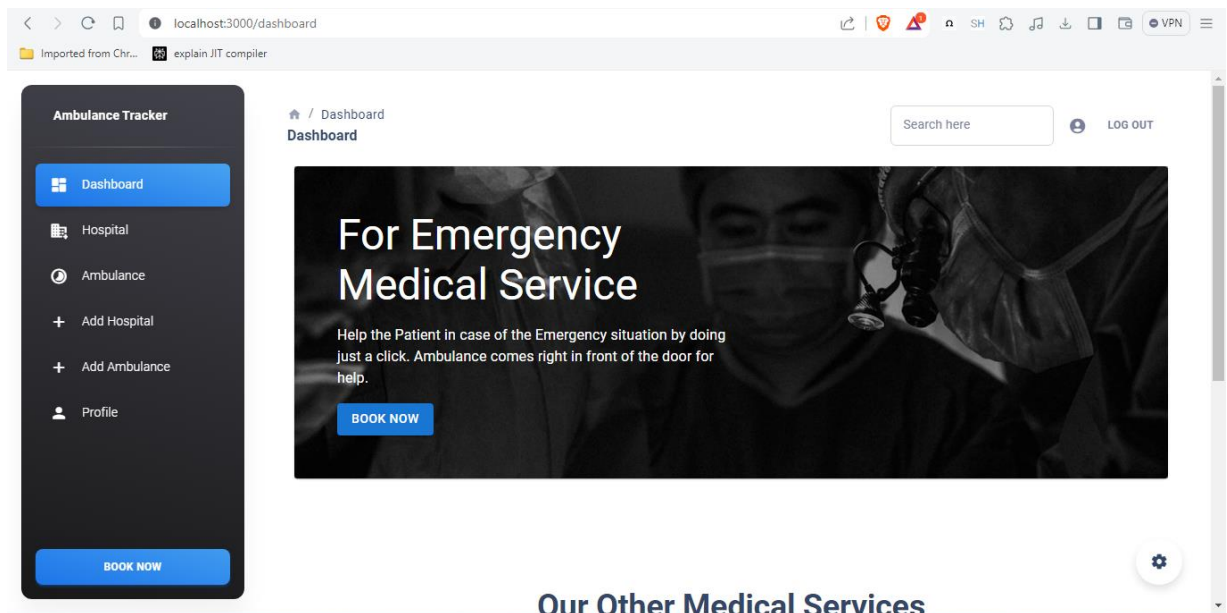 localhost:3000/dashboard
SH
VPN
Imported from Chr...
explain JIT compiler
Ambulance Tracker
Dashboard
Hospital
Ambulance
Add Hospital
Add Ambulance
Profile
BOOK NOW
/ Dashboard
Dashboard
Search here
LOG OUT
For Emergency
Medical Service
Help the Patient in case of the Emergency situation by doing
just a click. Ambulance comes right in front of the door for
help.
BOOK NOW
Our Other Medical Services